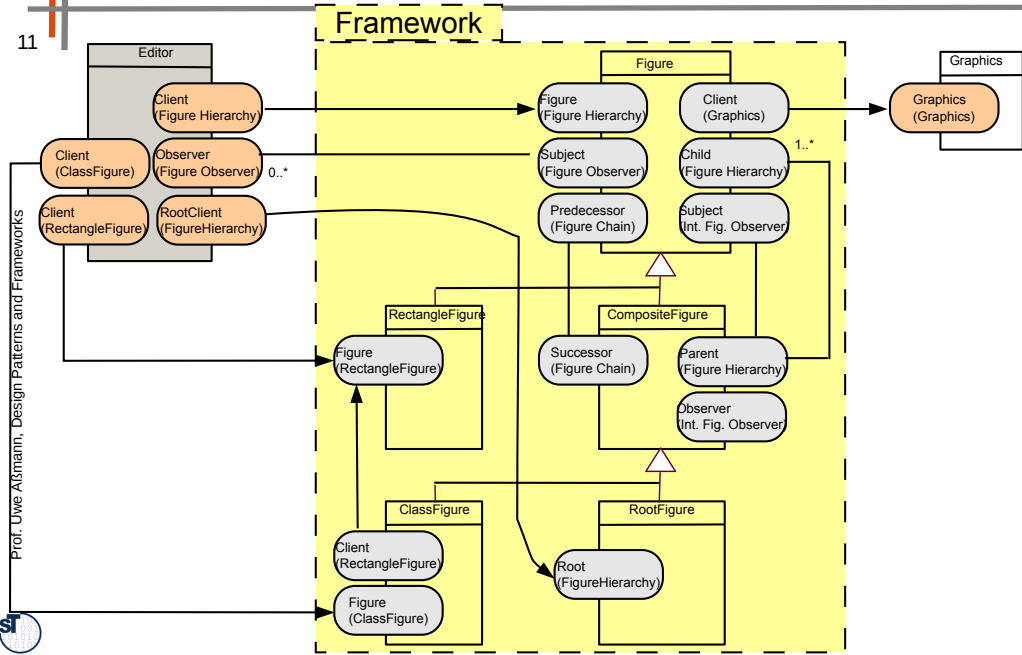 Framework
11
Editor
Figure
Graphics
Client
(Figure Hierarchy)
Figure
(Figure Hierarchy)
Client
(Graphics)
Graphics
(Graphics)
Client
(ClassFigure)
Observer
(Figure Observer)
0..*
Subject
(Figure Observer)
Child
(Figure Hierarchy)
1..*
Client
(RectangleFigure)
RootClient
(FigureHierarchy)
Predecessor
(Figure Chain)
Subject
(Int. Fig. Observer)
RectangleFigure
CompositeFigure
Figure
(RectangleFigure)
Successor
(Figure Chain)
Parent
(Figure Hierarchy)
Observer
(Int. Fig. Observer)
ClassFigure
RootFigure
Client
(RectangleFigure)
Root
(FigureHierarchy)
Figure
(ClassFigure)
Prof. Uwe Aßmann, Design Patterns and Frameworks
ST